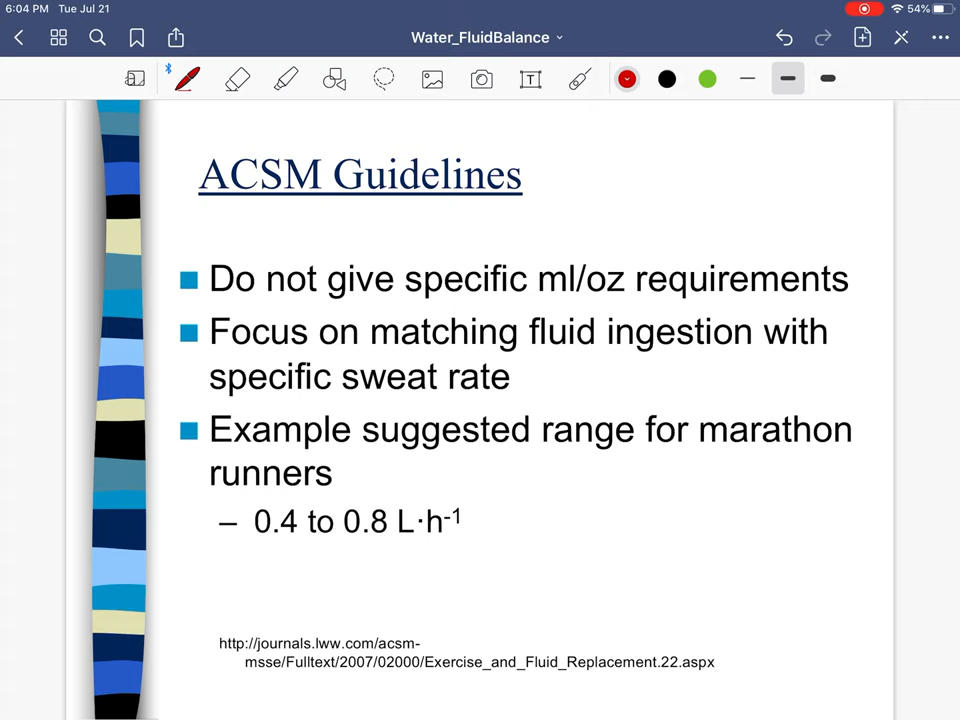 6:04 PM Tue Jul 21
54%
Water_FluidBalance
T
ACSM Guidelines
Do not give specific ml/oz requirements
Focus on matching fluid ingestion with
specific sweat rate
Example suggested range for marathon
runners
– 0.4 to 0.8 L·h-1
http://journals.lww.com/acsm-
msse/Fulltext/2007/02000/Exercise_and_Fluid_Replacement.22.aspx